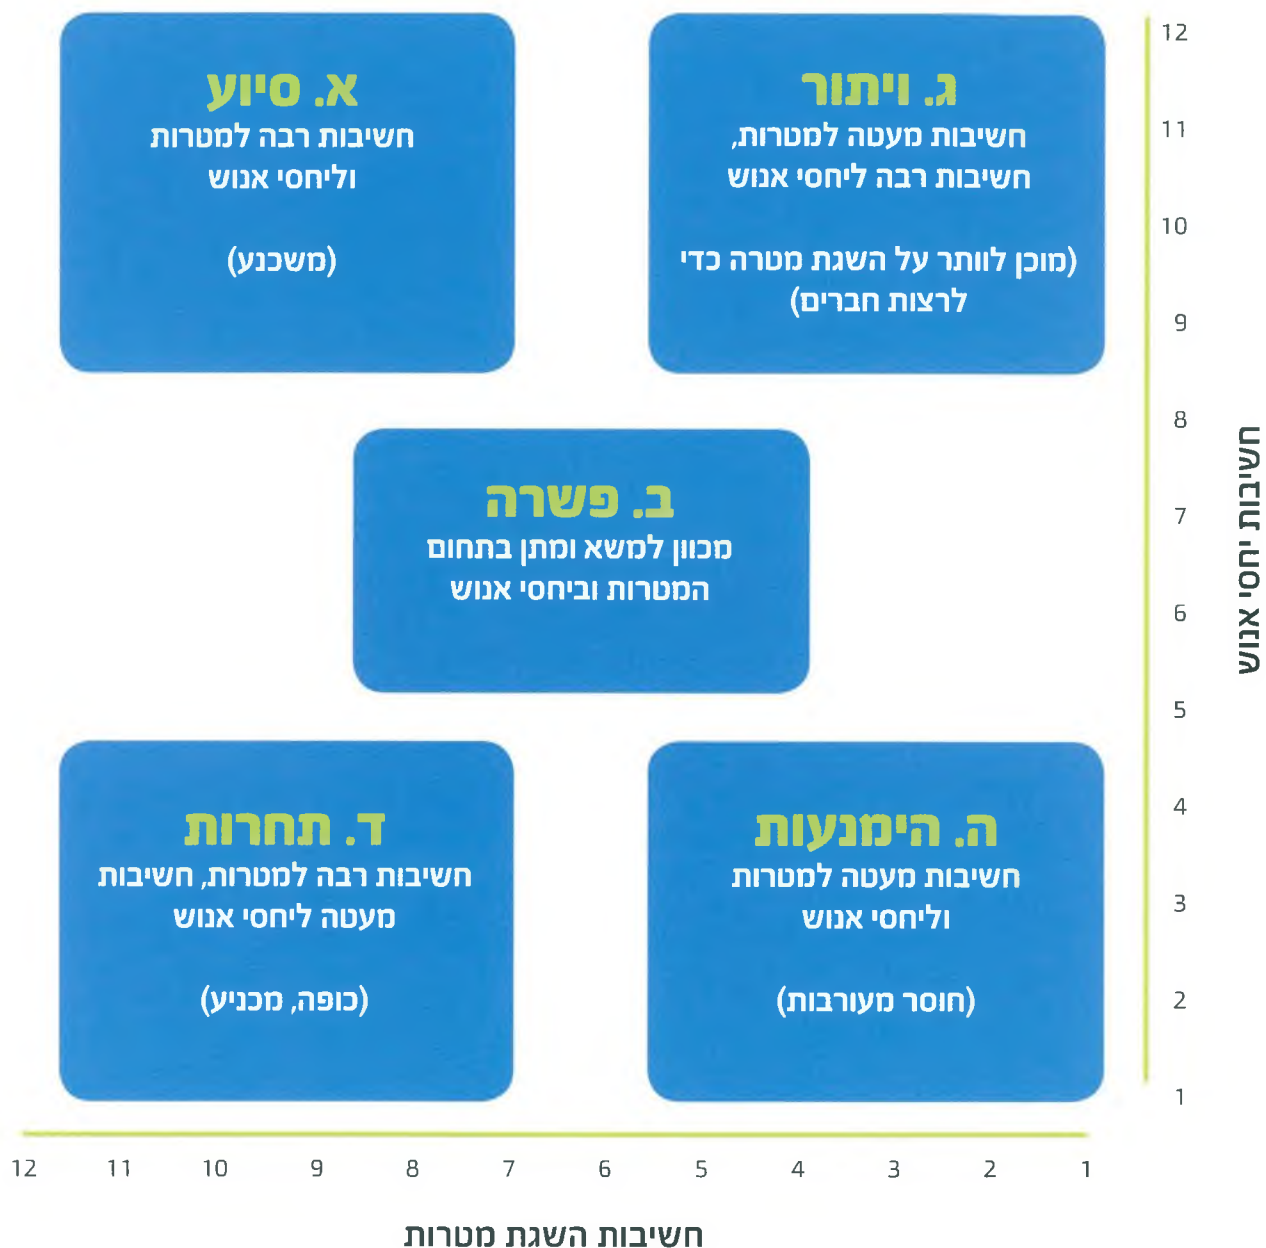 א. סיוע
חשיבות רבה למטרות
וליחסי אנוש
(משכנע)
ג. ויתור
חשיבות מעטה למטרות,
חשיבות רבה ליחסי אנוש
(מוכן לוותר על השגת מטרה כדי
לרצות חברים)
ב. פשרה
מכוון למשא ומתן בתחום
המטרות וביחסי אנוש
ד. תחרות
חשיבות רבה למטרות, חשיבות
מעטה ליחסי אנוש
(כופה, מכניע)
ה. הימנעות
חשיבות מעטה למטרות
וליחסי אנוש
(חוסר מעורבות)
12
11
10
9
8
7
6
5
4
3
2
1
חשיבות יחסי אנוש
12 11 10 9 8 7 6 5 4 3 2 1
חשיבות השגת מטרות